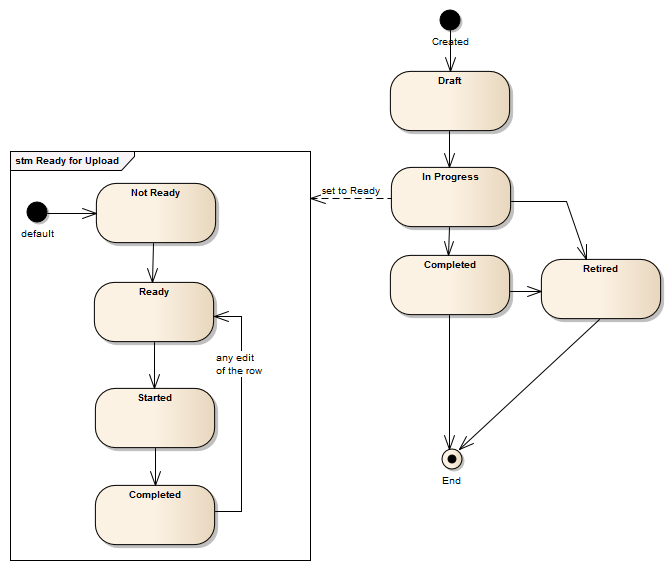 Created
Draft
stm Ready for Upload
In Progress
set to Ready
Not Ready
default
Completed
Retired
Ready
any edit
of the row
Started
End
Completed